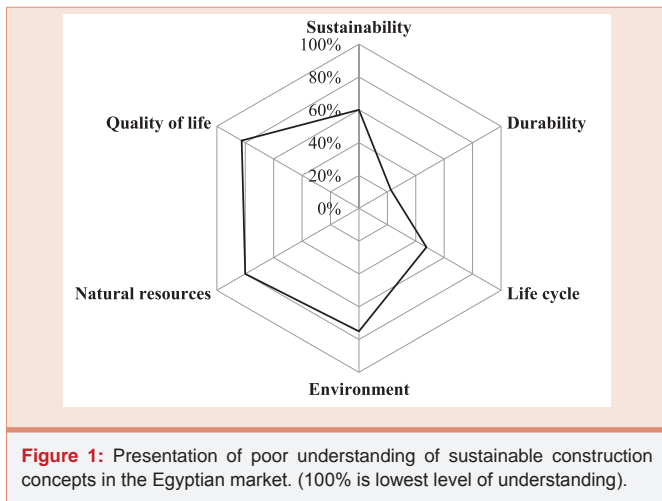 Sustainability
100%
80%
Quality of life
Durability
60%
40%
20%
0%
Natural resources
Life cycle
Environment
Figure 1: Presentation of poor understanding of sustainable construction
concepts in the Egyptian market. (100% is lowest level of understanding).